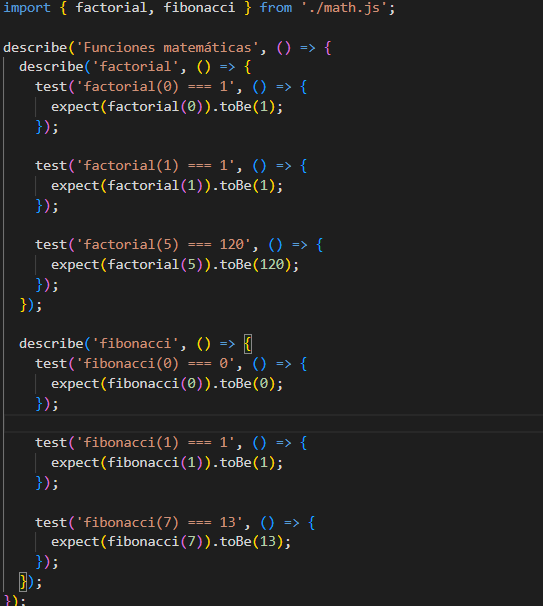 import { factorial, fibonacci } from './math.js';
describe('Funciones matemáticas', () => {
  describe('factorial', () => {
    test('factorial(0) === 1', () => {
      expect(factorial(0)).toBe(1);
    });
    test('factorial(1) === 1', () => {
      expect(factorial(1)).toBe(1);
    });
    test('factorial(5) === 120', () => {
      expect(factorial(5)).toBe(120);
    });
  });
  describe('fibonacci', () => {
    test('fibonacci(0) === 0', () => {
      expect(fibonacci(0)).toBe(0);
    });
    test('fibonacci(1) === 1', () => {
      expect(fibonacci(1)).toBe(1);
    });
    test('fibonacci(7) === 13', () => {
      expect(fibonacci(7)).toBe(13);
    });
  });
});